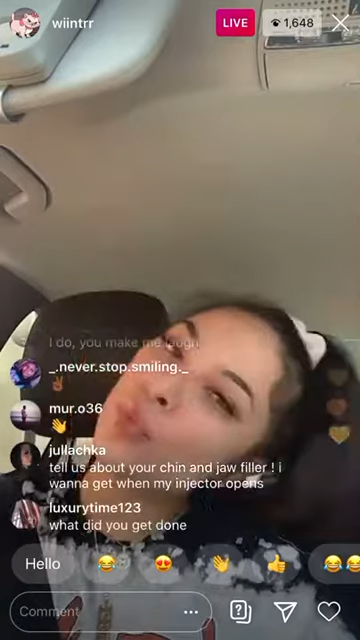 wiintrr
LIVE
1,648
I do, you make me laugh
_.never.stop.smiling._
✌🏽
mur.o36
👋
jullachka
tell us about your chin and jaw filler ! i
wanna get when my injector opens
luxurytime123
what did you get done
Hello 😂 😍 👋 👍 😂😂
Comment